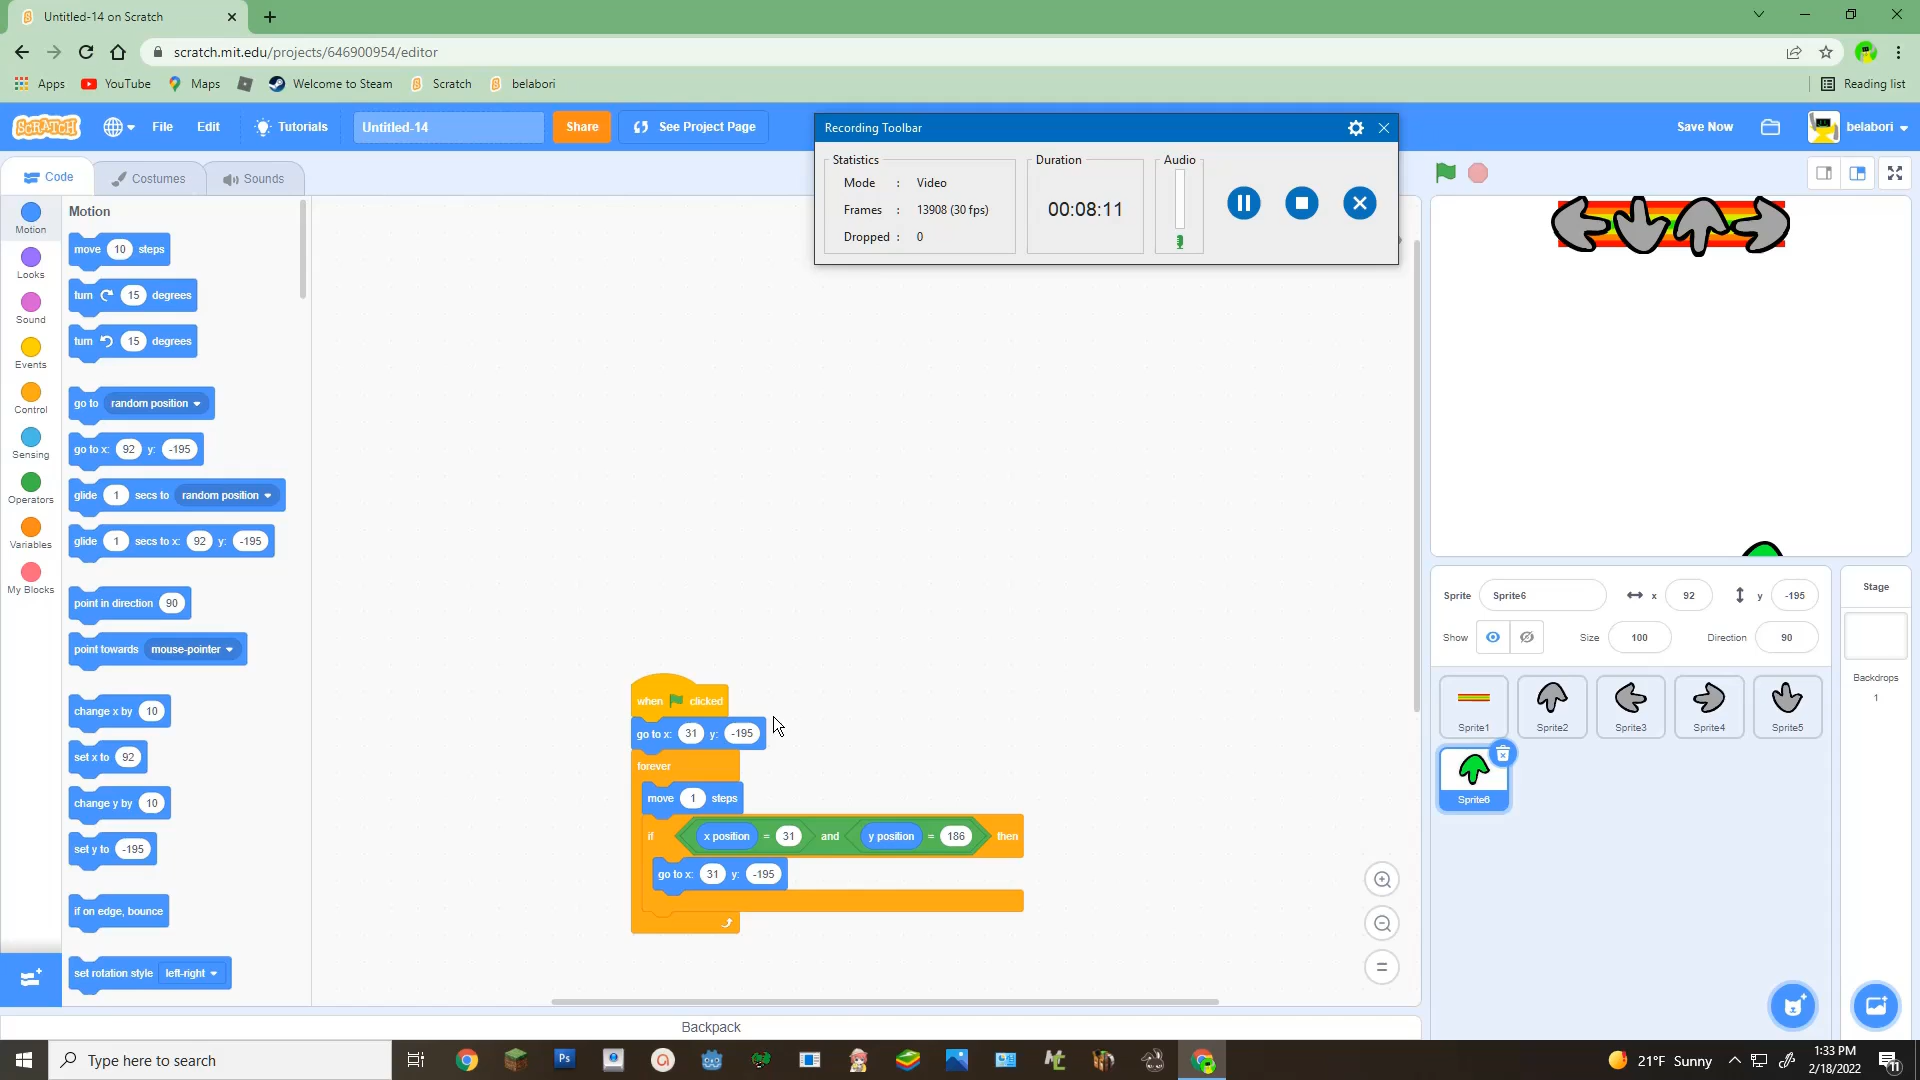 Untitled-14 on Scratch
scratch.mit.edu/projects/646900954/editor
Apps YouTube Maps Welcome to Steam Scratch belabori Reading list
SCRATCH File Edit Tutorials Untitled-14 Share See Project Page Save Now belabori
Recording Toolbar
Statistics Duration Audio
Mode : Video
Frames : 13908 (30 fps)
Dropped : 0
00:08:11
Code Costumes Sounds
Motion
Looks
Sound
Events
Control
Sensing
Operators
Variables
My Blocks
Motion
move 10 steps
turn 15 degrees
turn 15 degrees
go to random position
go to x: 92 y: -195
glide 1 secs to random position
glide 1 secs to x: 92 y: -195
point in direction 90
point towards mouse-pointer
change x by 10
set x to 92
change y by 10
set y to -195
if on edge, bounce
set rotation style left-right
when clicked
go to x: 31 y: -195
forever
move 1 steps
if x position = 31 and y position = 186 then
go to x: 31 y: -195
Sprite Sprite6 x 92 y -195
Show Size 100 Direction 90
Sprite1 Sprite2 Sprite3 Sprite4 Sprite5
Sprite6
Stage
Backdrops
1
Backpack
Type here to search
Ps
21°F Sunny
1:33 PM
2/18/2022
11